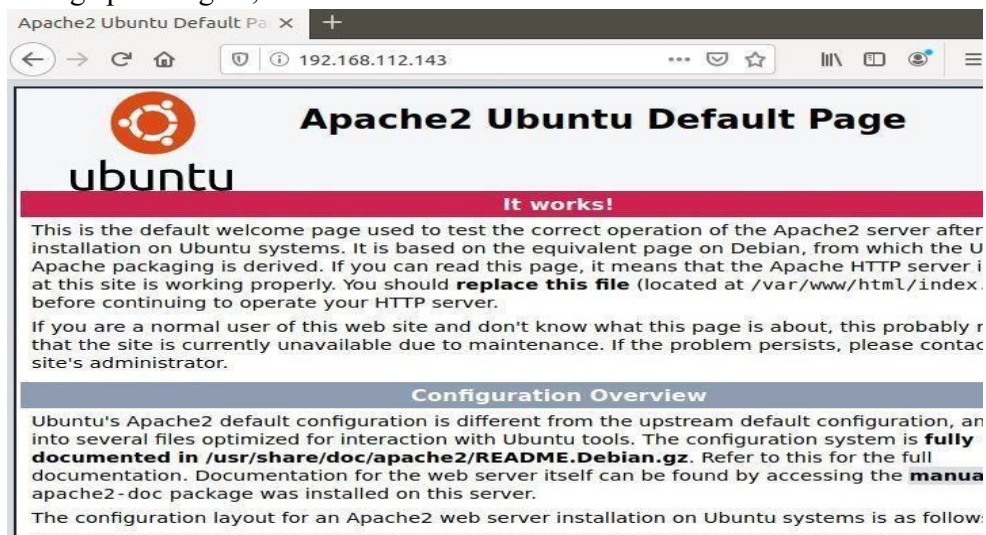 Apache2 Ubuntu Default Pa
192.168.112.143
Apache2 Ubuntu Default Page
ubuntu
It works!
This is the default welcome page used to test the correct operation of the Apache2 server after
installation on Ubuntu systems. It is based on the equivalent page on Debian, from which the U
Apache packaging is derived. If you can read this page, it means that the Apache HTTP server i
at this site is working properly. You should replace this file (located at /var/www/html/index.
before continuing to operate your HTTP server.
If you are a normal user of this web site and don't know what this page is about, this probably
that the site is currently unavailable due to maintenance. If the problem persists, please contac
site's administrator.
Configuration Overview
Ubuntu's Apache2 default configuration is different from the upstream default configuration, an
into several files optimized for interaction with Ubuntu tools. The configuration system is fully
documented in /usr/share/doc/apache2/README.Debian.gz. Refer to this for the full
documentation. Documentation for the web server itself can be found by accessing the manua
apache2-doc package was installed on this server.
The configuration layout for an Apache2 web server installation on Ubuntu systems is as follow